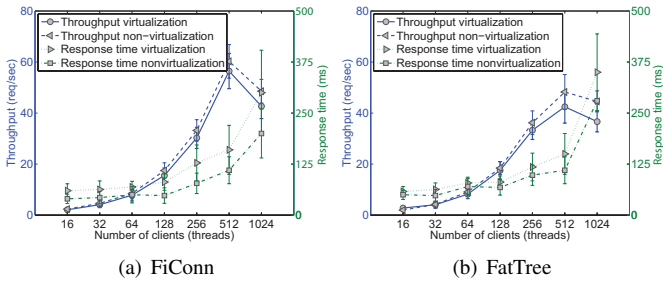 80
60
40
20
0
Throughput (req/sec)
Throughput virtualization
Throughput non-virtualization
Response time virtualization
Response time nonvirtualization
500
375
250
125
0
Response time (ms)
16 32 64 128 256 512 1024
Number of clients (threads)
(a) FiConn
80
60
40
20
0
Throughput (req/sec)
Throughput virtualization
Throughput non-virtualization
Response time virtualization
Response time nonvirtualization
500
375
250
125
0
Response time (ms)
16 32 64 128 256 512 1024
Number of clients (threads)
(b) FatTree